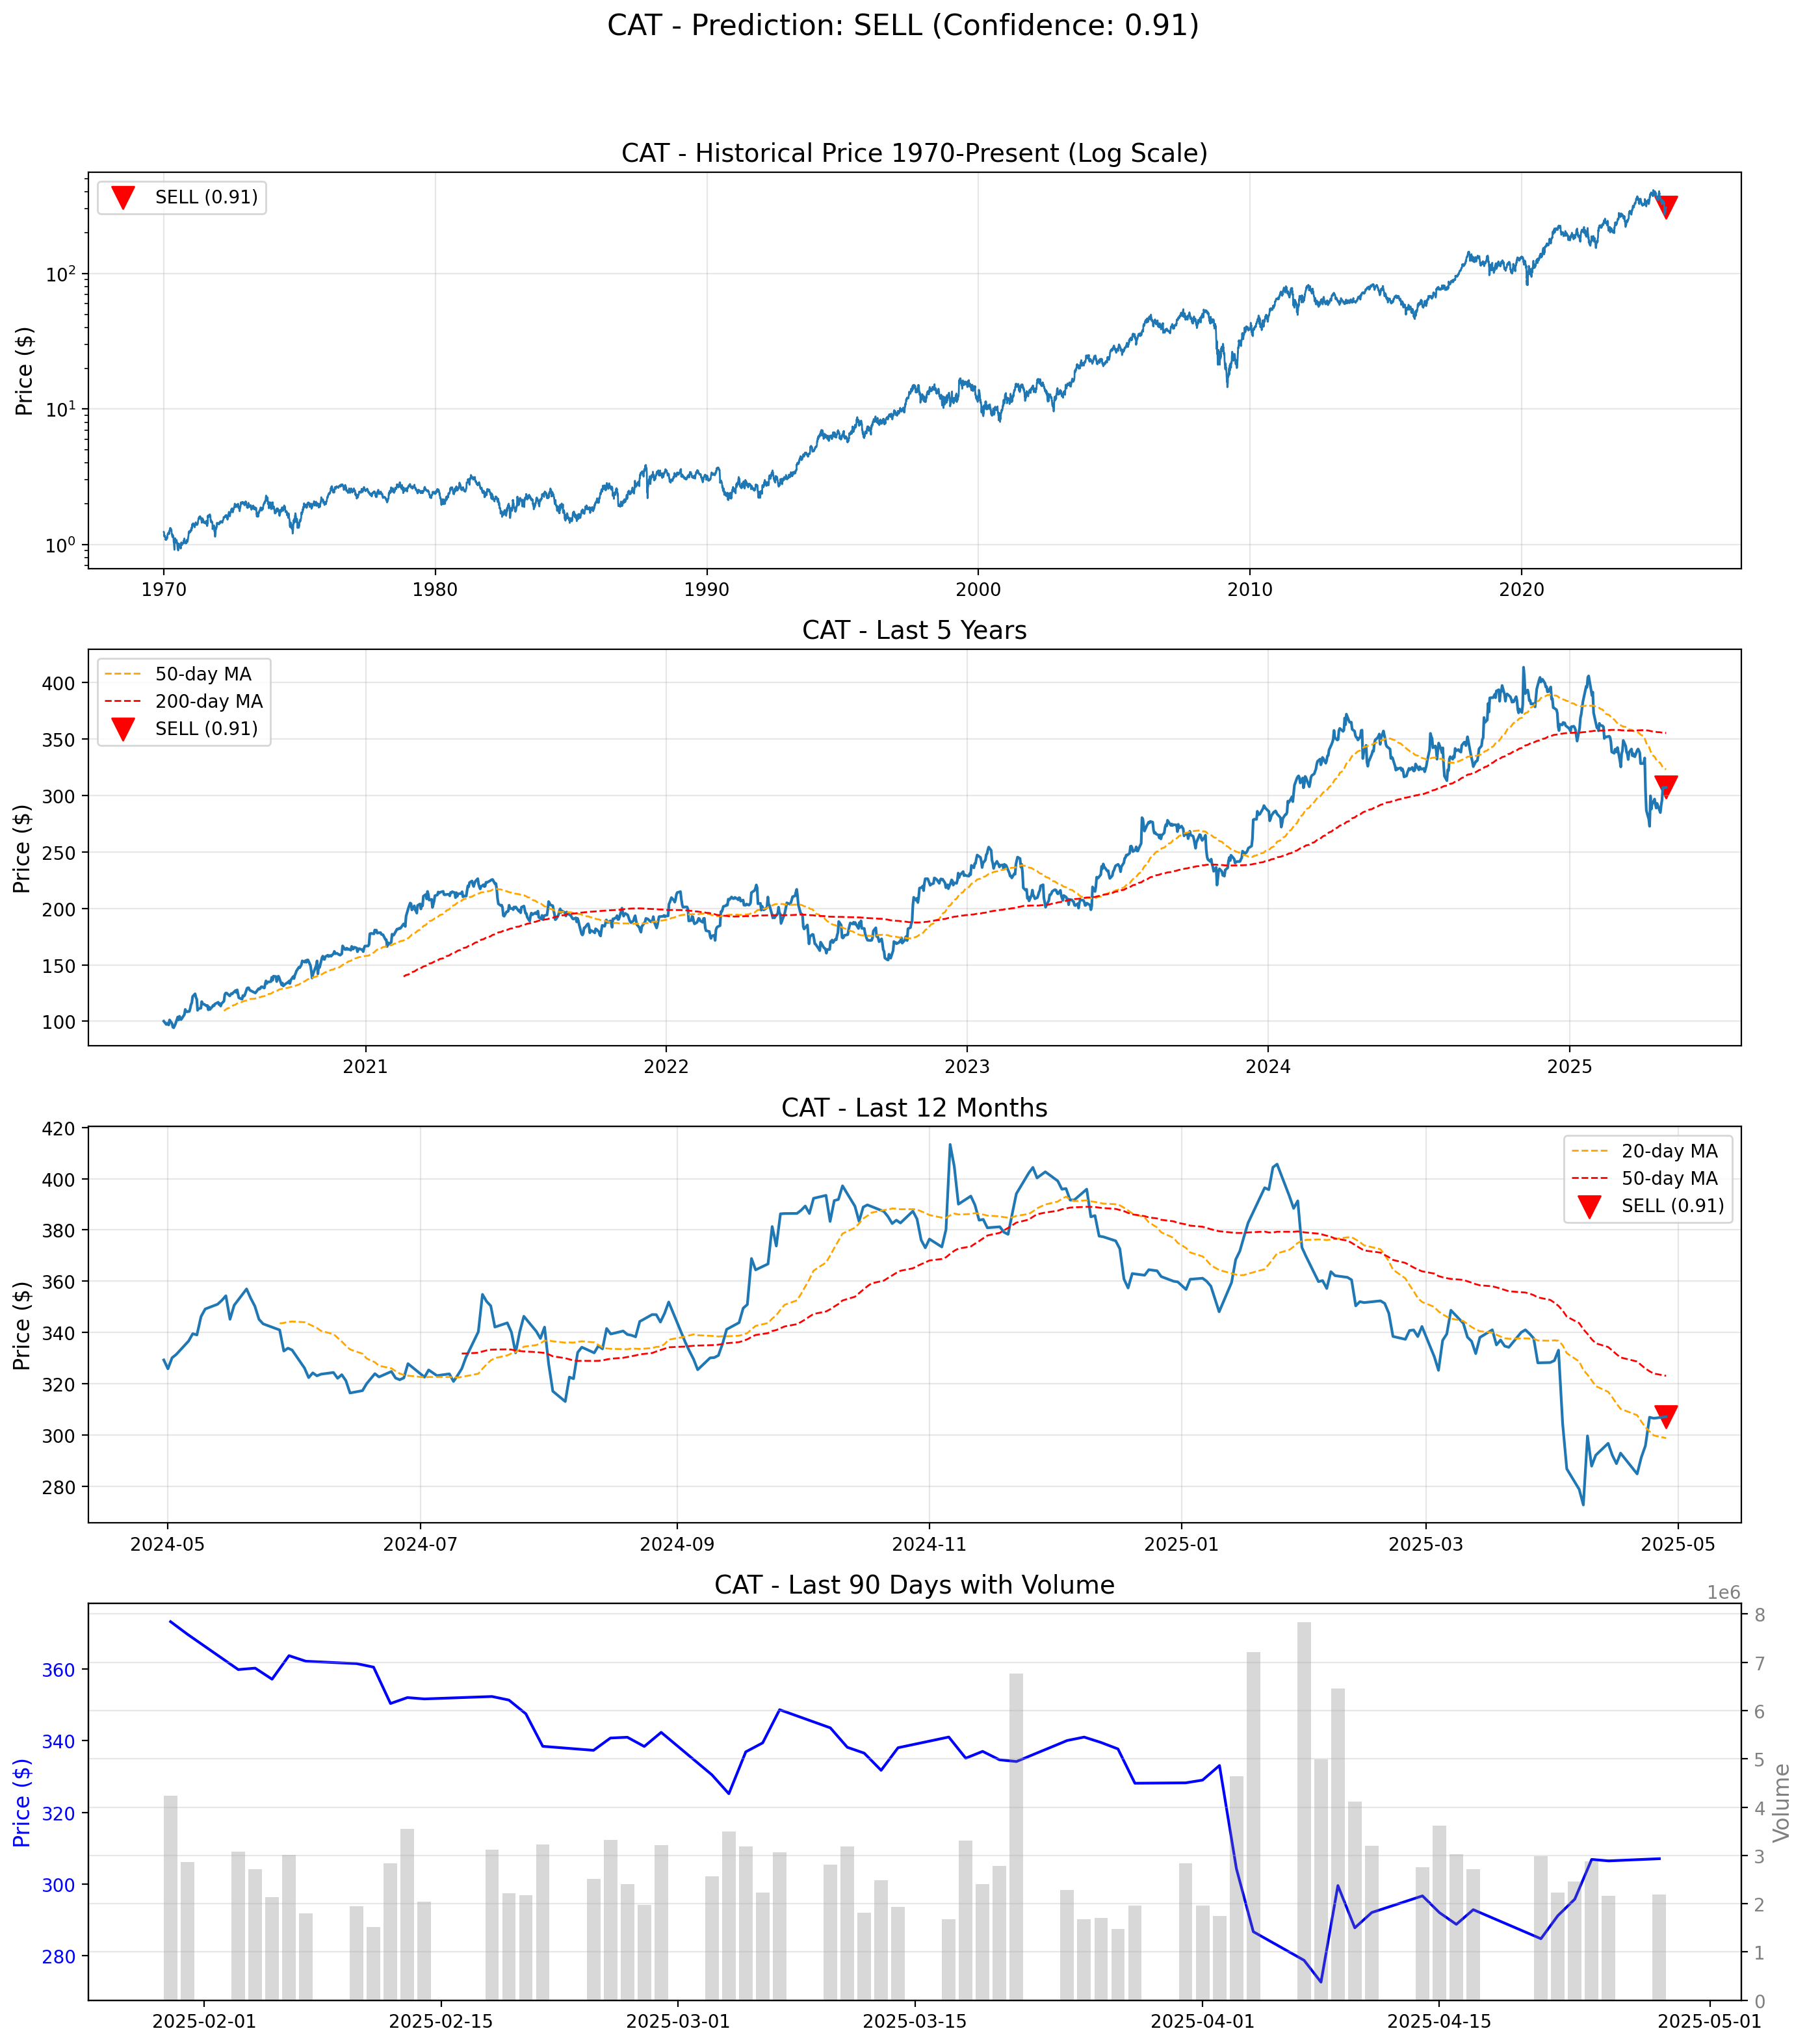 CAT - Prediction: SELL (Confidence: 0.91)
CAT - Historical Price 1970-Present (Log Scale)
SELL (0.91)
Price ($)
10²
10¹
10⁰
1970 1980 1990 2000 2010 2020
CAT - Last 5 Years
50-day MA
200-day MA
SELL (0.91)
Price ($)
400
350
300
250
200
150
100
2021 2022 2023 2024 2025
CAT - Last 12 Months
20-day MA
50-day MA
SELL (0.91)
Price ($)
420
400
380
360
340
320
300
280
2024-05 2024-07 2024-09 2024-11 2025-01 2025-03 2025-05
CAT - Last 90 Days with Volume
1e6
Price ($)
360
340
320
300
280
8
7
6
5
4
3
2
1
0
Volume
2025-02-01 2025-02-15 2025-03-01 2025-03-15 2025-04-01 2025-04-15 2025-05-01